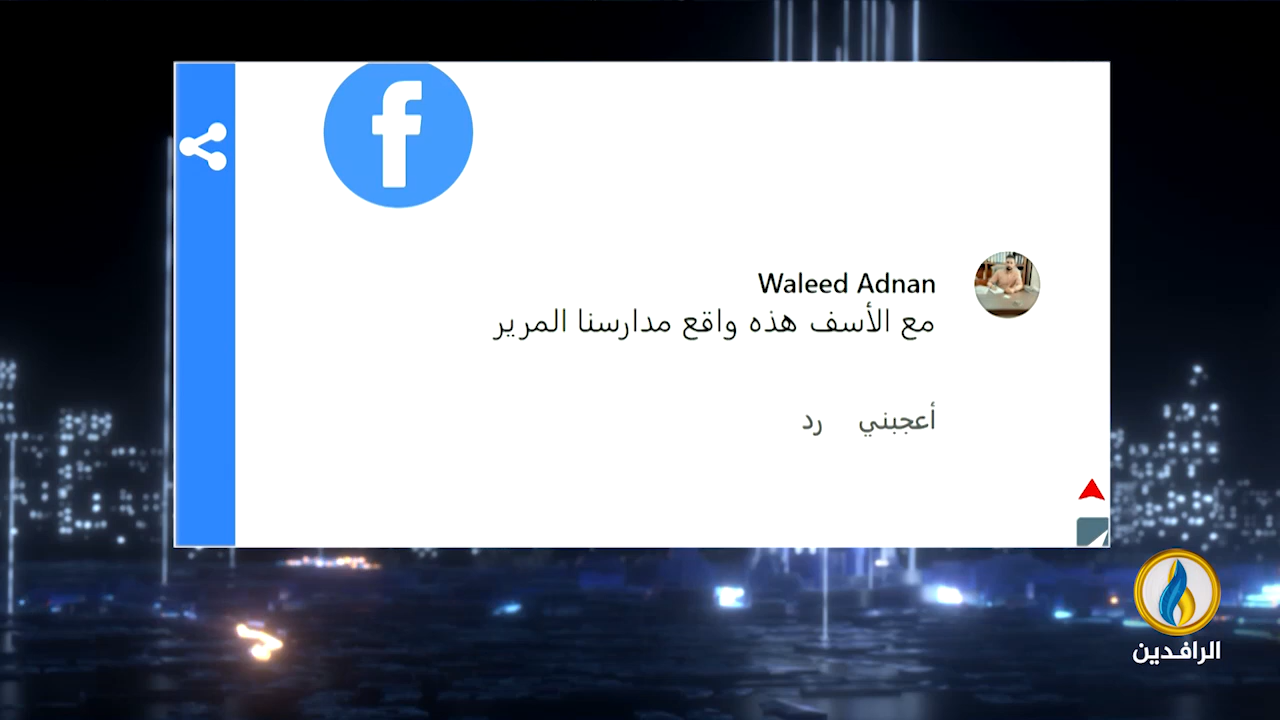 Waleed Adnan
مع الأسف هذه واقع مدارسنا المرير
أعجبني رد
الرافدين